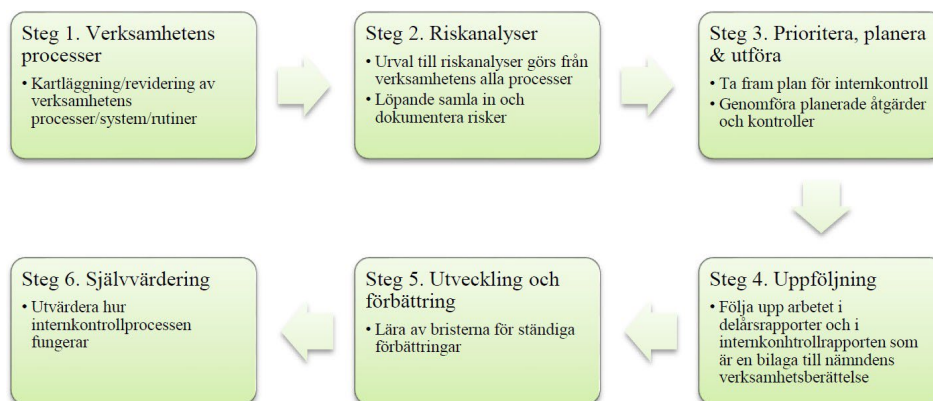 Steg 1. Verksamhetens
processer
• Kartläggning/revidering av
verksamhetens
processer/system/rutiner
Steg 2. Riskanalyser
• Urval till riskanalyser görs från
verksamhetens alla processer
• Löpande samla in och
dokumentera risker
Steg 3. Prioritera, planera
& utföra
• Ta fram plan för internkontroll
• Genomföra planerade åtgärder
och kontroller
Steg 4. Uppföljning
• Följa upp arbetet i
delårsrapporter och i
internkonhtrollrapporten som
är en bilaga till nämndens
verksamhetsberättelse
Steg 5. Utveckling och
förbättring
• Lära av bristerna för ständiga
förbättringar
Steg 6. Självvärdering
• Utvärdera hur
internkontrollprocessen
fungerar